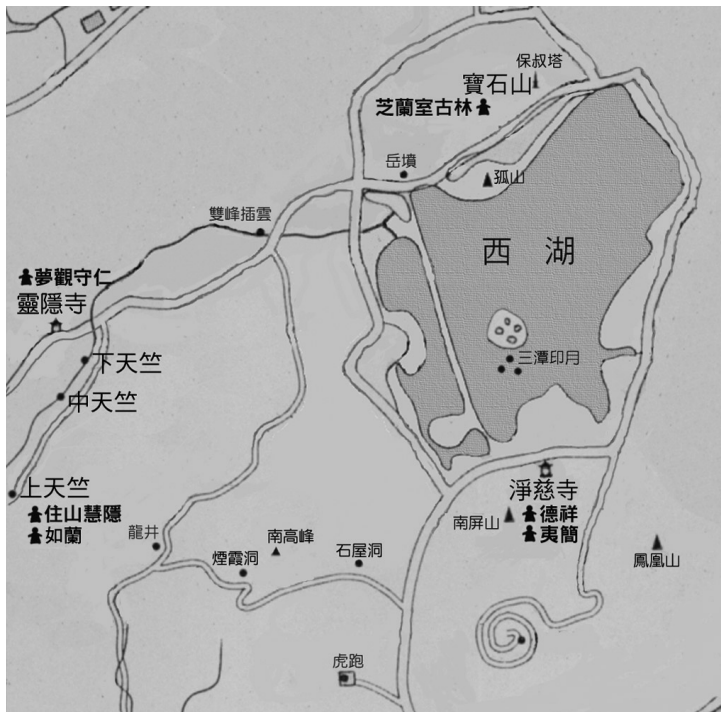 保叔塔
寶石山
芝蘭室古林
岳墳
孤山
雙峰插雲
西湖
夢觀守仁
靈隱寺
下天竺
三潭印月
中天竺
上天竺
住山慧隱
如蘭
淨慈寺
德祥
夷簡
南屏山
龍井
南高峰
石屋洞
煙霞洞
鳳凰山
虎跑